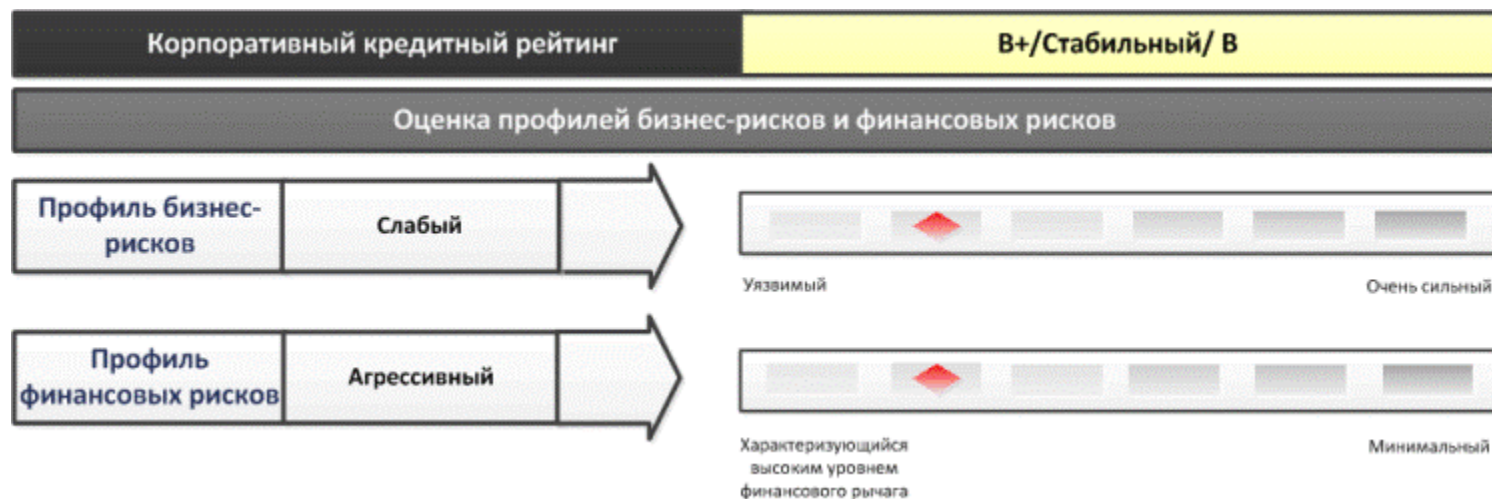 Корпоративный кредитный рейтинг
B+/Стабильный/ B
Оценка профилей бизнес-рисков и финансовых рисков
Профиль бизнес-
рисков
Слабый
Уязвимый
Очень сильный
Профиль
финансовых рисков
Агрессивный
Характеризующийся
высоким уровнем
финансового рычага
Минимальный